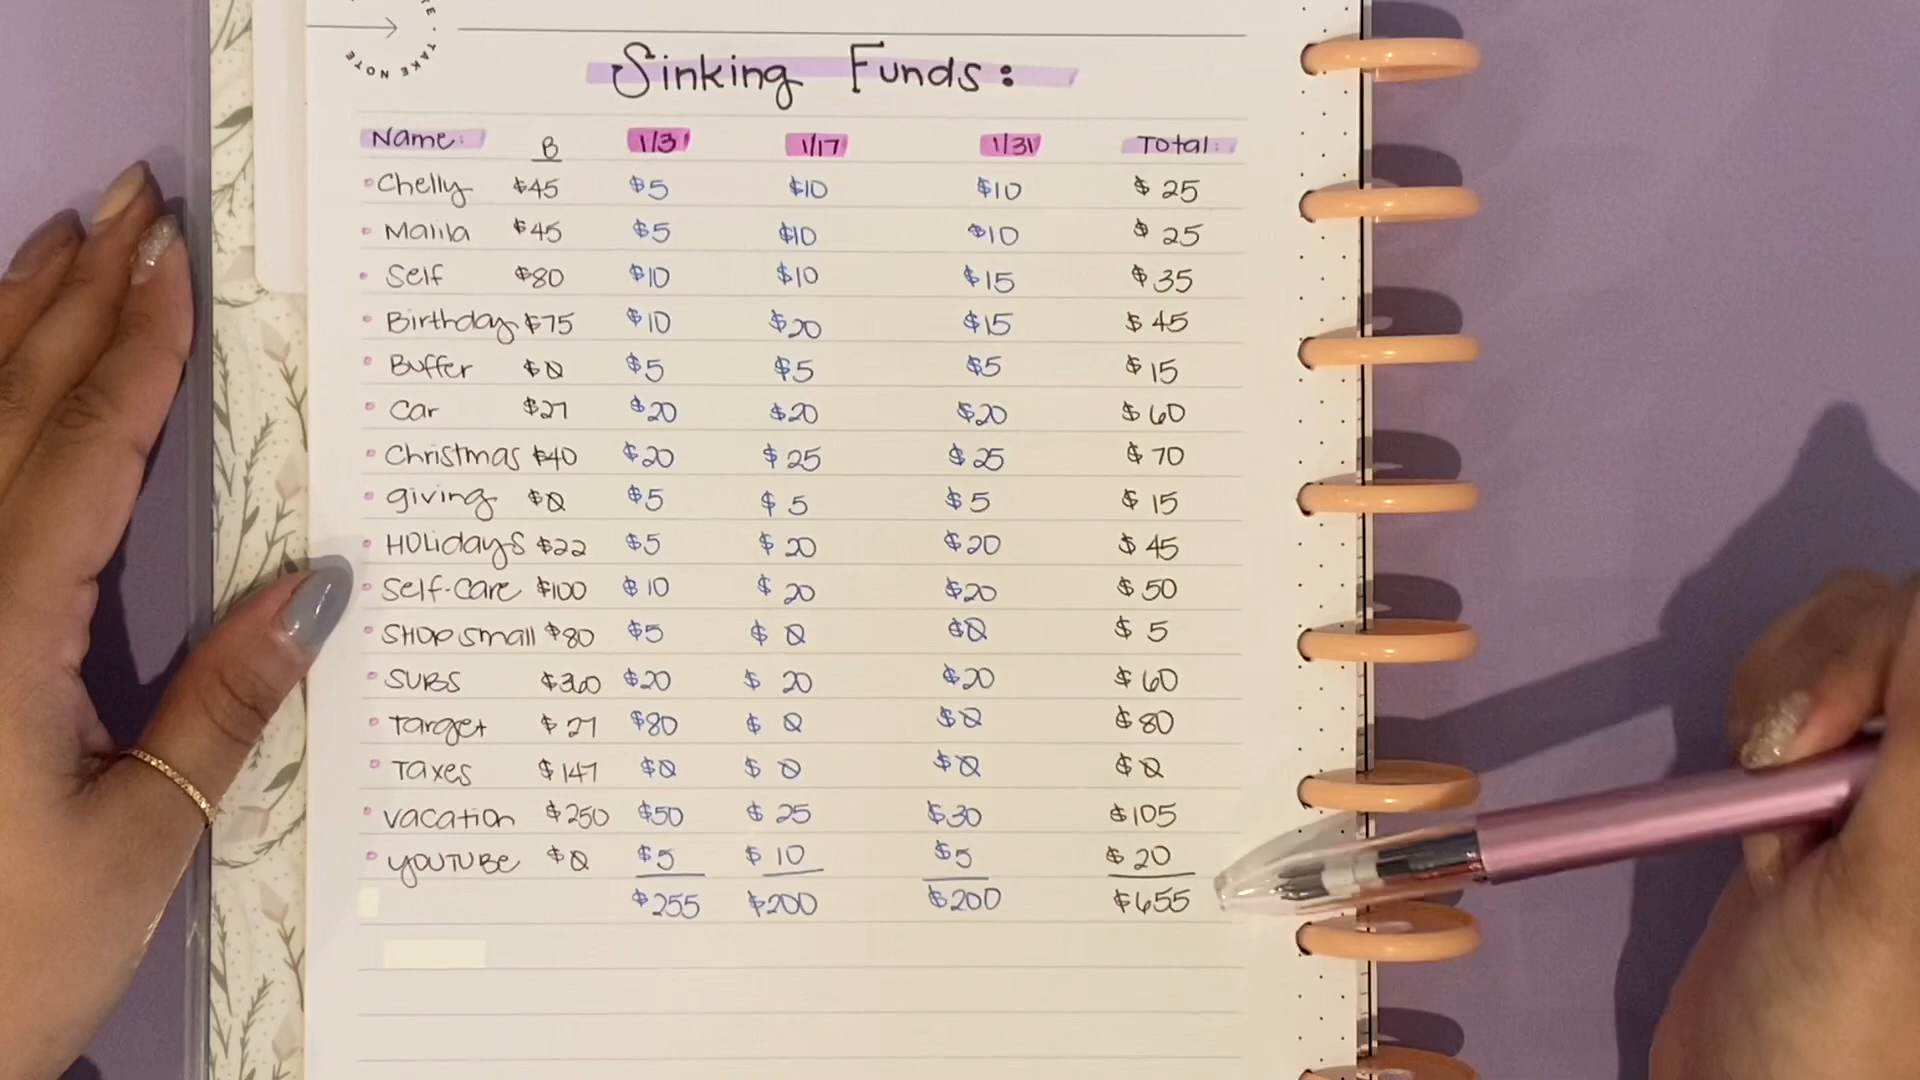 TAKE NOTE
Sinking Funds:
Name: B 1/3 1/17 1/31 Total:
Chelly $45 $5 $10 $10 $25
Malila $45 $5 $10 $10 $25
Self $80 $10 $10 $15 $35
Birthday $75 $10 $20 $15 $45
Buffer $0 $5 $5 $5 $15
Car $27 $20 $20 $20 $60
Christmas $40 $20 $25 $25 $70
giving $0 $5 $5 $5 $15
HOLidays $22 $5 $20 $20 $45
Self-Care $100 $10 $20 $20 $50
SHOP small $80 $5 $0 $0 $5
SUBS $360 $20 $20 $20 $60
Target $27 $80 $0 $0 $80
Taxes $147 $0 $0 $0 $0
vacation $250 $50 $25 $30 $105
YOUTUBE $0 $5 $10 $5 $20
$255 $200 $200 $655